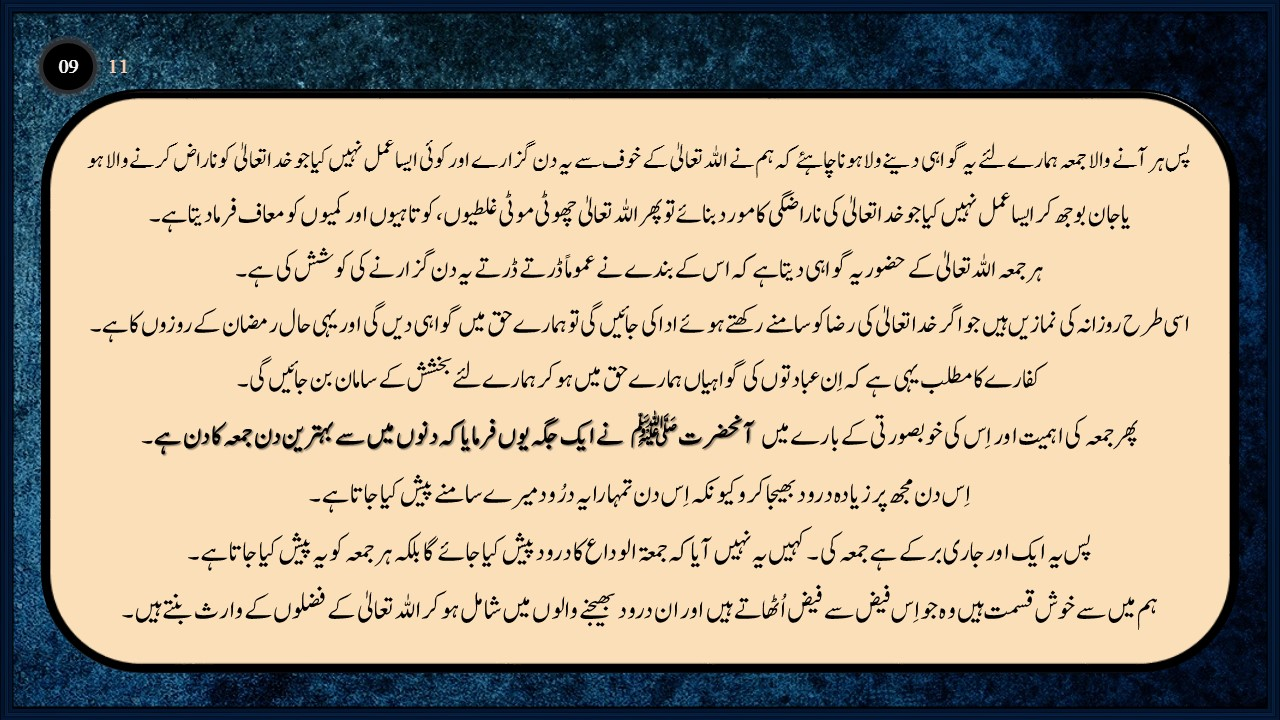 09 11
پس ہر آنے والا جمعہ ہمارے لئے یہ گواہی دینے ولا ہونا چاہئے کہ ہم نے اللہ تعالیٰ کے خوف سے یہ دن گزارے اور کوئی ایسا عمل نہیں کیا جو خدا تعالیٰ کو ناراض کرنے والا ہو
یا جان بوجھ کر ایسا عمل نہیں کیا جو خدا تعالیٰ کی ناراضگی کا مورد بنائے تو پھر اللہ تعالیٰ چھوٹی موٹی غلطیوں، کوتاہیوں اور کمیوں کو معاف فرما دیتا ہے۔
ہر جمعہ اللہ تعالیٰ کے حضور یہ گواہی دیتا ہے کہ اس کے بندے نے عموماً ڈرتے ڈرتے یہ دن گزارنے کی کوشش کی ہے۔
اسی طرح روزانہ کی نمازیں ہیں جو اگر خدا تعالیٰ کی رضا کو سامنے رکھتے ہوئے ادا کی جائیں گی تو ہمارے حق میں گواہی دیں گی اور یہی حال رمضان کے روزوں کا ہے۔
کفارے کا مطلب یہی ہے کہ اِن عبادتوں کی گواہیاں ہمارے حق میں ہو کر ہمارے لئے بخشش کے سامان بن جائیں گی۔
پھر جمعہ کی اہمیت اور اِس کی خوبصورتی کے بارے میں آنحضرت ﷺ نے ایک جگہ یوں فرمایا کہ دنوں میں سے بہترین دن جمعہ کا دن ہے۔
اِس دن مجھ پر زیادہ درود بھیجا کرو کیونکہ اِس دن تمہارا یہ درُود میرے سامنے پیش کیا جاتا ہے۔
پس یہ ایک اور جاری برکے ہے جمعہ کی۔ کہیں یہ نہیں آیا کہ جمعۃ الوداع کا درود پیش کیا جائے گا بلکہ ہر جمعہ کو یہ پیش کیا جاتا ہے۔
ہم میں سے خوش قسمت ہیں وہ جو اِس فیض سے فیض اُٹھاتے ہیں اور ان درود بھیجنے والوں میں شامل ہو کر اللہ تعالیٰ کے فضلوں کے وارث بنتے ہیں۔